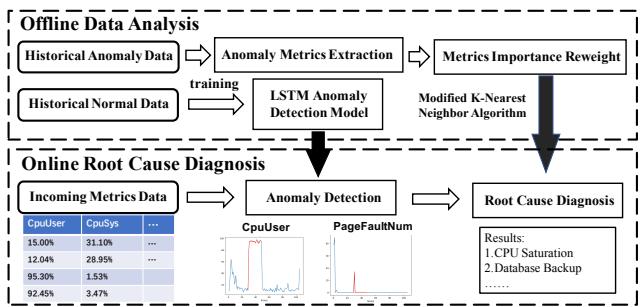 Offline Data Analysis
Historical Anomaly Data
Anomaly Metrics Extraction
Metrics Importance Reweight
Historical Normal Data
training
LSTM Anomaly
Detection Model
Modified K-Nearest
Neighbor Algorithm
Online Root Cause Diagnosis
Incoming Metrics Data
Anomaly Detection
Root Cause Diagnosis
CpuUser CpuSys ...
15.00% 31.10% ...
12.04% 28.95% ...
95.30% 1.53%
92.45% 3.47%
CpuUser
PageFaultNum
Results:
1.CPU Saturation
2.Database Backup
......